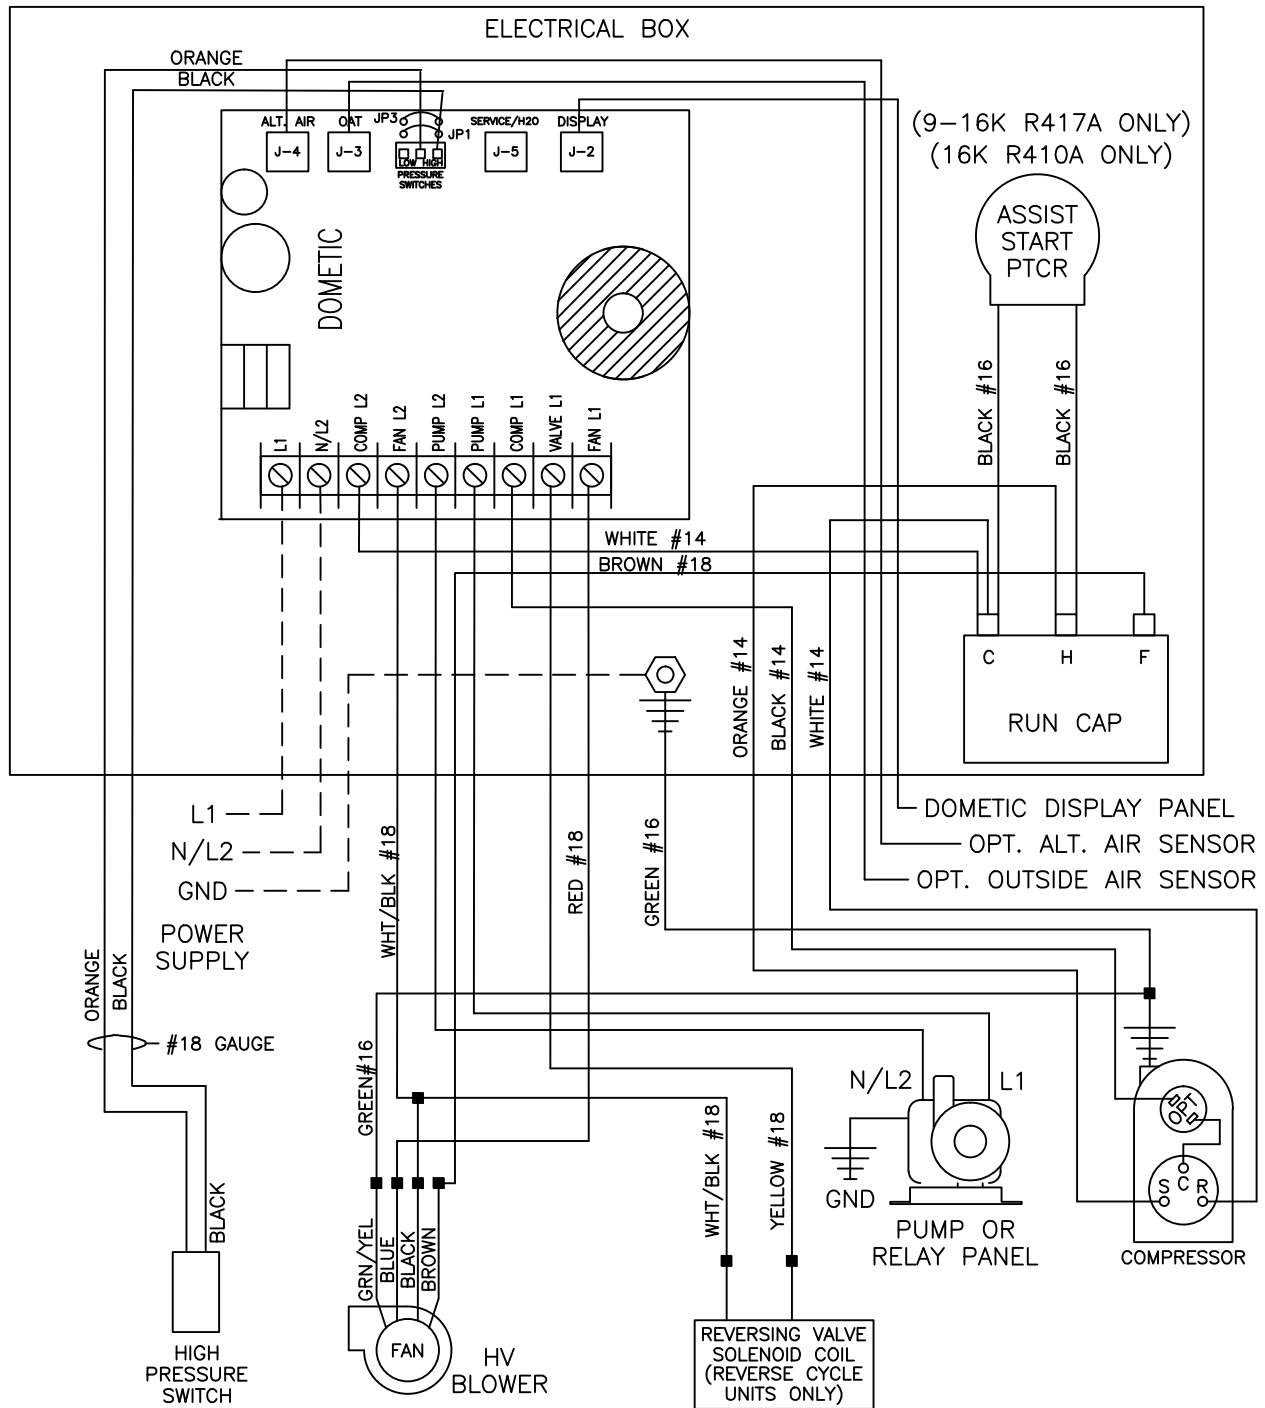 ELECTRICAL BOX
ORANGE
BLACK
ALT. AIR
OAT
JP3
JP1
SERVICE/H2O
DISPLAY
J-4
J-3
LOW HIGH
J-5
J-2
PRESSURE
SWITCHES
(9-16K R417A ONLY)
(16K R410A ONLY)
ASSIST
START
PTCR
DOMETIC
BLACK #16
BLACK #16
L1
N/L2
COMP L2
FAN L2
PUMP L2
PUMP L1
COMP L1
VALVE L1
FAN L1
WHITE #14
BROWN #18
ORANGE #14
BLACK #14
WHITE #14
C
H
F
RUN CAP
L1
N/L2
GND
POWER
SUPPLY
WHT/BLK #18
RED #18
GREEN #16
DOMETIC DISPLAY PANEL
OPT. ALT. AIR SENSOR
OPT. OUTSIDE AIR SENSOR
ORANGE
BLACK
#18 GAUGE
GREEN#16
N/L2
L1
GND
PUMP OR
RELAY PANEL
OPT
S
C
R
COMPRESSOR
WHT/BLK #18
YELLOW #18
BLACK
GRN/YEL
BLUE
BLACK
BROWN
HIGH
PRESSURE
SWITCH
FAN
HV
BLOWER
REVERSING VALVE
SOLENOID COIL
(REVERSE CYCLE
UNITS ONLY)